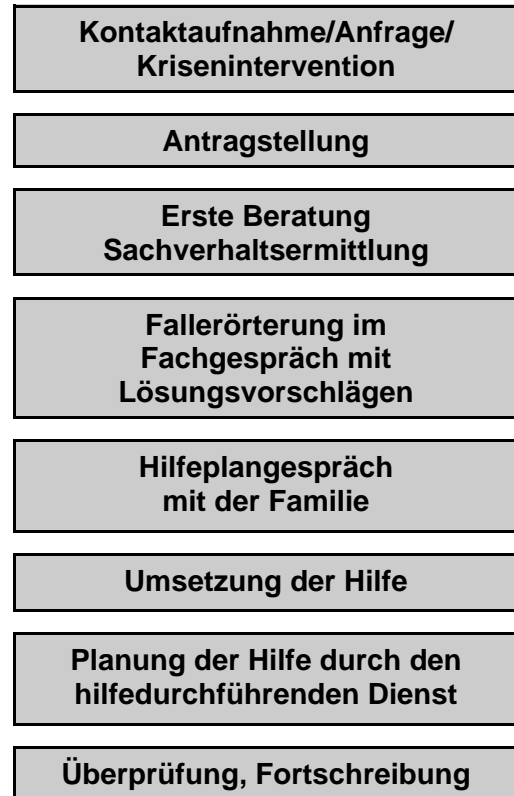 Kontaktaufnahme/Anfrage/
Krisenintervention
Antragstellung
Erste Beratung
Sachverhaltsermittlung
Fallerörterung im
Fachgespräch mit
Lösungsvorschlägen
Hilfeplangespräch
mit der Familie
Umsetzung der Hilfe
Planung der Hilfe durch den
hilfedurchführenden Dienst
Überprüfung, Fortschreibung